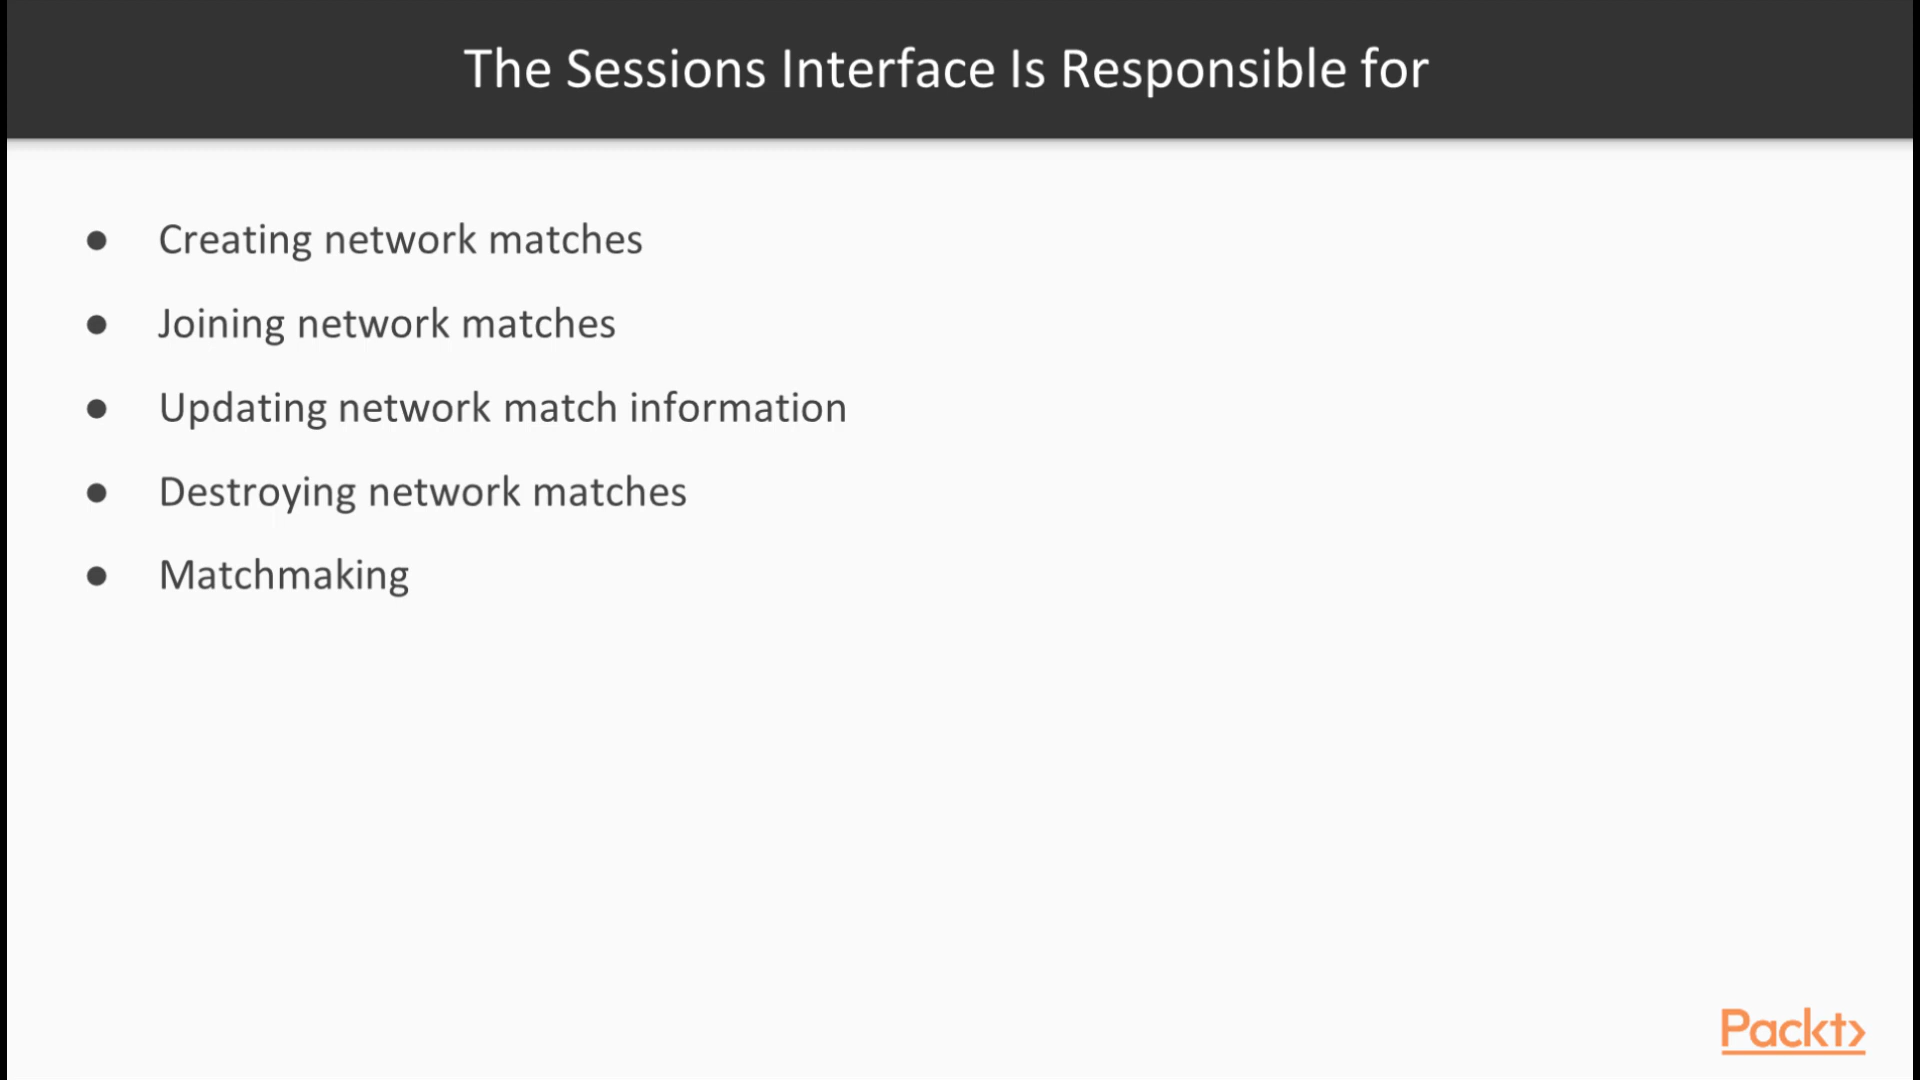 The Sessions Interface Is Responsible for
● Creating network matches
● Joining network matches
● Updating network match information
● Destroying network matches
● Matchmaking
Packt>